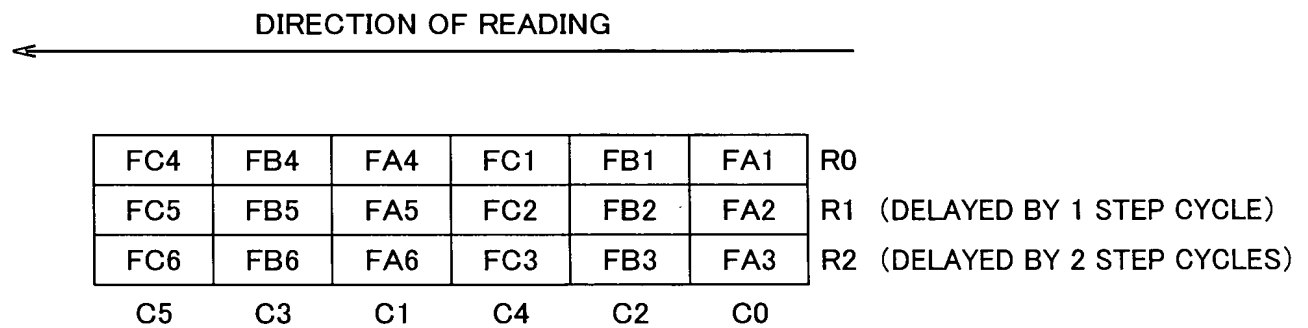 DIRECTION OF READING
FC4 FB4 FA4 FC1 FB1 FA1 R0
FC5 FB5 FA5 FC2 FB2 FA2 R1 (DELAYED BY 1 STEP CYCLE)
FC6 FB6 FA6 FC3 FB3 FA3 R2 (DELAYED BY 2 STEP CYCLES)
C5 C3 C1 C4 C2 C0